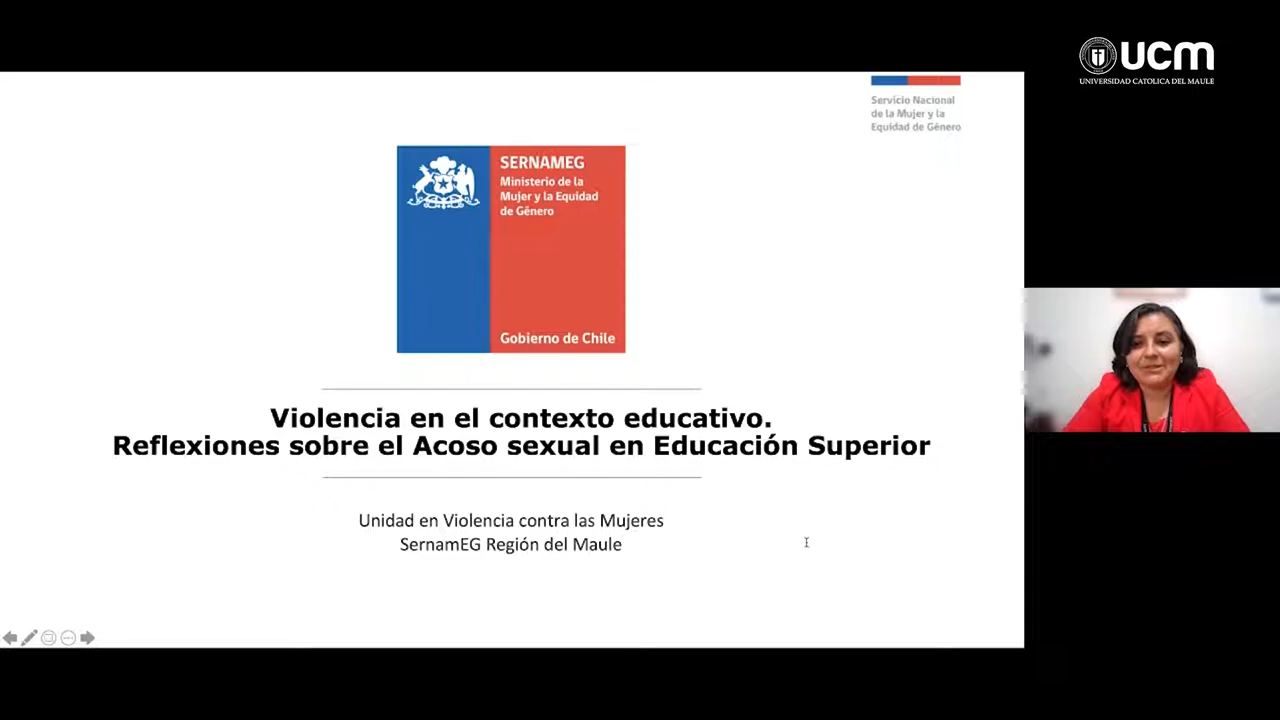 ucm
UNIVERSIDAD CATOLICA DEL MAULE
Servicio Nacional
de la Mujer y la
Equidad de Género
SERNAMEG
Ministerio de la
Mujer y la Equidad
de Género
Gobierno de Chile
Violencia en el contexto educativo.
Reflexiones sobre el Acoso sexual en Educación Superior
Unidad en Violencia contra las Mujeres
SernamEG Región del Maule